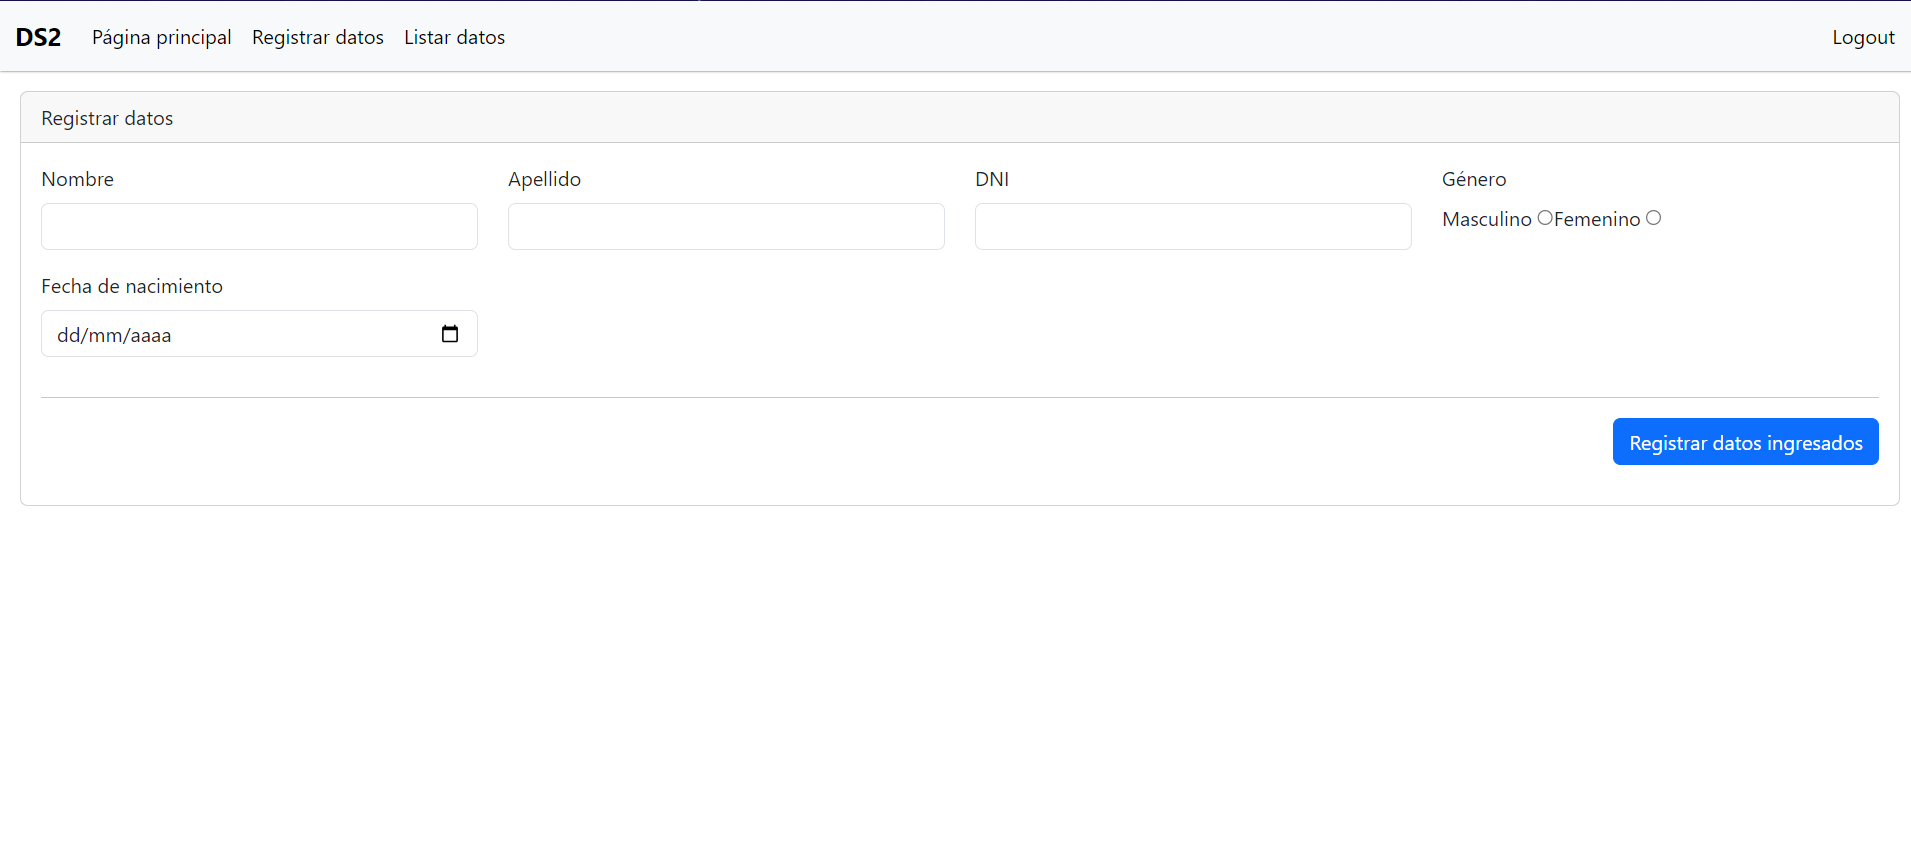 DS2 Página principal Registrar datos Listar datos Logout
Registrar datos
Nombre Apellido DNI Género
Masculino Femenino
Fecha de nacimiento
dd/mm/aaaa
Registrar datos ingresados